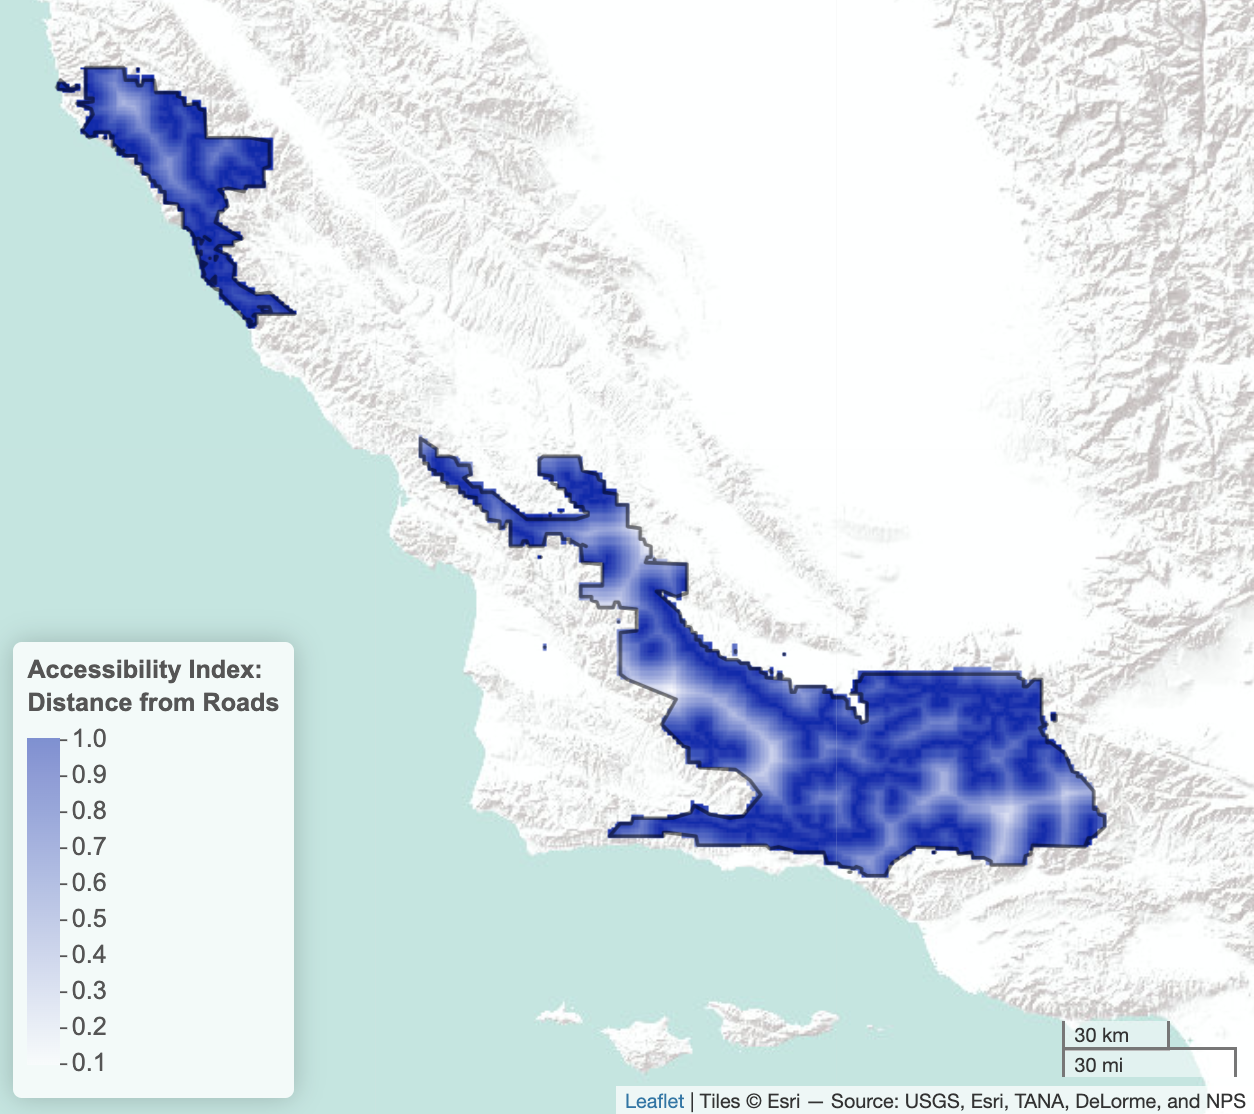 Accessibility Index:
Distance from Roads
1.0
0.9
0.8
0.7
0.6
0.5
0.4
0.3
0.2
0.1
30 km
30 mi
Leaflet | Tiles © Esri — Source: USGS, Esri, TANA, DeLorme, and NPS